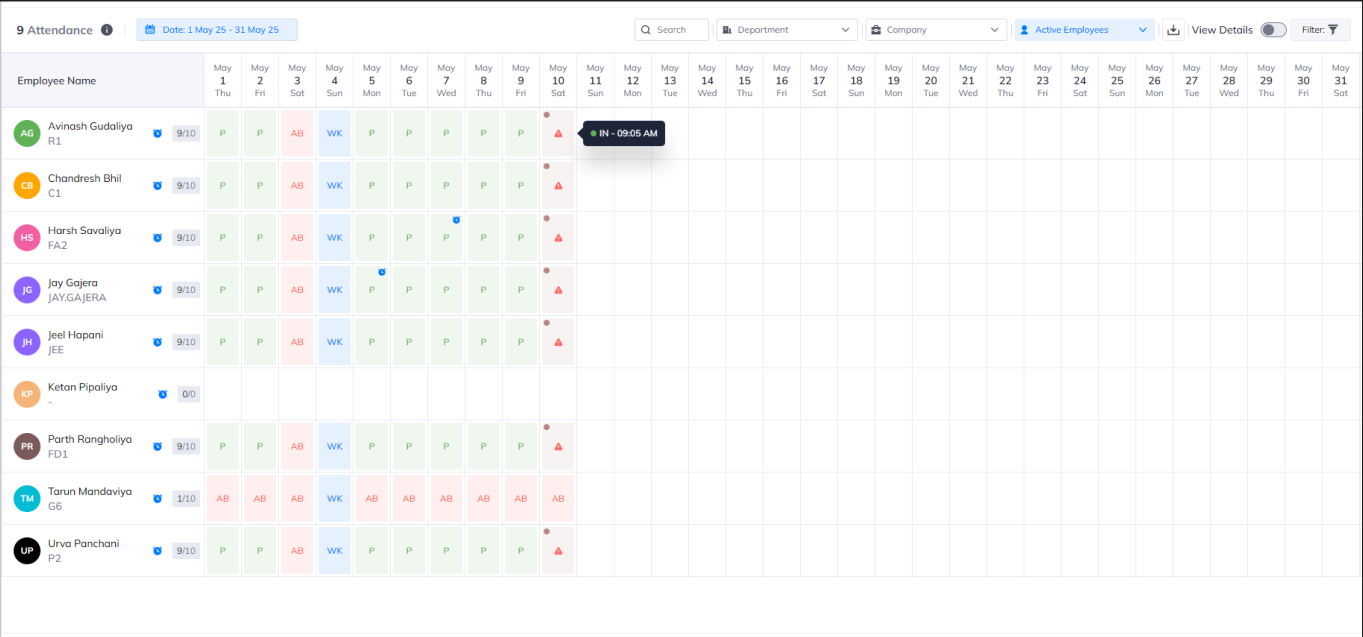 9 Attendance
Date: 1 May 25 - 31 May 25
Search
Department
Company
Active Employees
View Details
Filter:
Employee Name
May 1 Thu
May 2 Fri
May 3 Sat
May 4 Sun
May 5 Mon
May 6 Tue
May 7 Wed
May 8 Thu
May 9 Fri
May 10 Sat
May 11 Sun
May 12 Mon
May 13 Tue
May 14 Wed
May 15 Thu
May 16 Fri
May 17 Sat
May 18 Sun
May 19 Mon
May 20 Tue
May 21 Wed
May 22 Thu
May 23 Fri
May 24 Sat
May 25 Sun
May 26 Mon
May 27 Tue
May 28 Wed
May 29 Thu
May 30 Fri
May 31 Sat
AG Avinash Gudaliya 9/10 P P AB WK P P P P P IN - 09:05 AM
R1
CB Chandresh Bhil 9/10 P P AB WK P P P P P
C1
HS Harsh Savaliya 9/10 P P AB WK P P P P P
FA2
JG Jay Gajera 9/10 P P AB WK P P P P P
JAY.GAJERA
JH Jeel Hapani 9/10 P P AB WK P P P P P
JEE
KP Ketan Pipaliya 0/0
-
PR Parth Rangholiya 9/10 P P AB WK P P P P P
FD1
TM Tarun Mandaviya 1/10 AB AB AB WK AB AB AB AB AB AB
G6
UP Urva Panchani 9/10 P P AB WK P P P P P
P2